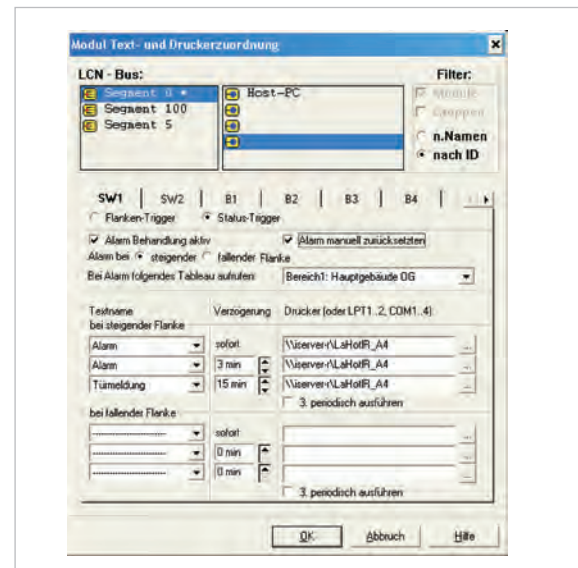 Modul Text- und Druckerzuordnung
LCN - Bus:
Filter:
Segment 0 *
Segment 100
Segment 5
Host-PC
Module
Gruppen
n.Namen
nach ID
SW1 SW2 B1 B2 B3 B4
Flanken-Trigger Status-Trigger
Alarm Behandlung aktiv Alarm manuell zurücksetzten
Alarm bei steigender fallender Flanke
Bei Alarm folgendes Tableau aufrufen: Bereich1: Hauptgebäude OG
Textname Verzögerung Drucker (oder LPT1..2, COM1..4)
bei steigender Flanke
Alarm sofort \\iserver-r\LaHotIR_A4 ...
Alarm 3 min \\iserver-r\LaHotIR_A4 ...
Türmeldung 15 min \\iserver-r\LaHotIR_A4 ...
3. periodisch ausführen
bei fallender Flanke
------------------------ sofort ...
------------------------ 0 min ...
------------------------ 0 min ...
3. periodisch ausführen
OK Abbruch Hilfe